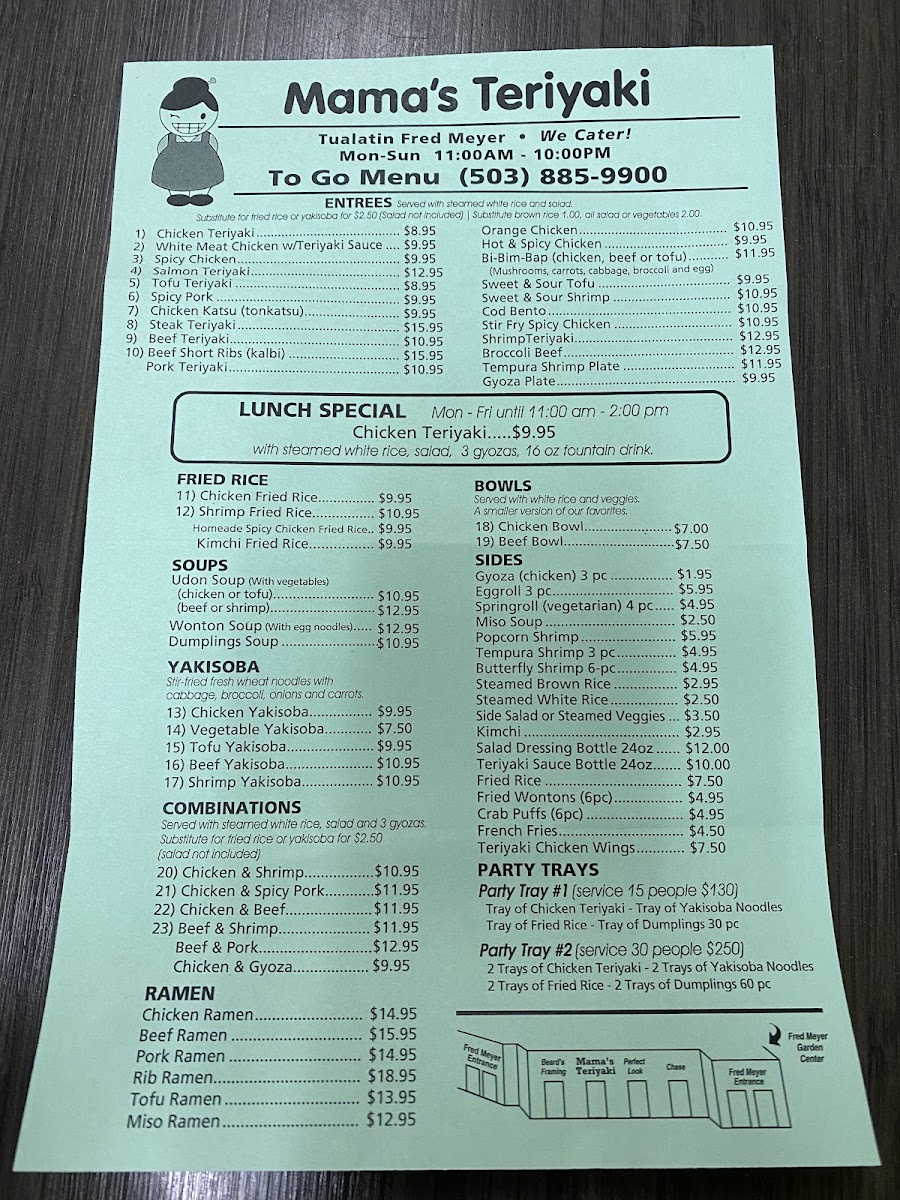 Mama's Teriyaki
Tualatin Fred Meyer • We Cater!
Mon-Sun 11:00AM - 10:00PM
To Go Menu (503) 885-9900
ENTREES Served with steamed white rice and salad.
Substitute for fried rice or yakisoba for $2.50 (Salad not included) | Substitute brown rice 1.00, all salad or vegetables 2.00.
1) Chicken Teriyaki.................... $8.95
2) White Meat Chicken w/Teriyaki Sauce .... $9.95
3) Spicy Chicken.................... $9.95
4) Salmon Teriyaki.................... $12.95
5) Tofu Teriyaki .................... $8.95
6) Spicy Pork .................... $9.95
7) Chicken Katsu (tonkatsu).................... $9.95
8) Steak Teriyaki.................... $15.95
9) Beef Teriyaki.................... $10.95
10) Beef Short Ribs (kalbi) .................... $15.95
Pork Teriyaki.................... $10.95
Orange Chicken.................... $10.95
Hot & Spicy Chicken .................... $9.95
Bi-Bim-Bap (chicken, beef or tofu).......... $11.95
(Mushrooms, carrots, cabbage, broccoli and egg)
Sweet & Sour Tofu .................... $9.95
Sweet & Sour Shrimp .................... $10.95
Cod Bento.................... $10.95
Stir Fry Spicy Chicken .................... $10.95
ShrimpTeriyaki.................... $12.95
Broccoli Beef.................... $12.95
Tempura Shrimp Plate .................... $11.95
Gyoza Plate.................... $9.95
LUNCH SPECIAL Mon - Fri until 11:00 am - 2:00 pm
Chicken Teriyaki.....$9.95
with steamed white rice, salad, 3 gyozas, 16 oz fountain drink.
FRIED RICE
11) Chicken Fried Rice.............. $9.95
12) Shrimp Fried Rice............... $10.95
Homeade Spicy Chicken Fried Rice.. $9.95
Kimchi Fried Rice............... $9.95
SOUPS
Udon Soup (With vegetables)
(chicken or tofu)......................... $10.95
(beef or shrimp)......................... $12.95
Wonton Soup (With egg noodles)..... $12.95
Dumplings Soup ........................$10.95
YAKISOBA
Stir-fried fresh wheat noodles with
cabbage, broccoli, onions and carrots.
13) Chicken Yakisoba.............. $9.95
14) Vegetable Yakisoba........... $7.50
15) Tofu Yakisoba.................... $9.95
16) Beef Yakisoba.................... $10.95
17) Shrimp Yakisoba................ $10.95
COMBINATIONS
Served with steamed white rice, salad and 3 gyozas.
Substitute for fried rice or yakisoba for $2.50
(salad not included)
20) Chicken & Shrimp...............$10.95
21) Chicken & Spicy Pork..........$11.95
22) Chicken & Beef...................$11.95
23) Beef & Shrimp....................$11.95
Beef & Pork.......................$12.95
Chicken & Gyoza.................$9.95
RAMEN
Chicken Ramen....................... $14.95
Beef Ramen ........................... $15.95
Pork Ramen ........................... $14.95
Rib Ramen.............................. $18.95
Tofu Ramen ............................ $13.95
Miso Ramen............................ $12.95
BOWLS
Served with white rice and veggies.
A smaller version of our favorites.
18) Chicken Bowl....................$7.00
19) Beef Bowl.........................$7.50
SIDES
Gyoza (chicken) 3 pc .............. $1.95
Eggroll 3 pc............................ $5.95
Springroll (vegetarian) 4 pc..... $4.95
Miso Soup ............................. $2.50
Popcorn Shrimp ..................... $5.95
Tempura Shrimp 3 pc............. $4.95
Butterfly Shrimp 6-pc............. $4.95
Steamed Brown Rice .............. $2.95
Steamed White Rice ............... $2.50
Side Salad or Steamed Veggies ... $3.50
Kimchi .................................. $2.95
Salad Dressing Bottle 24oz ...... $12.00
Teriyaki Sauce Bottle 24oz....... $10.00
Fried Rice .............................. $7.50
Fried Wontons (6pc)............... $4.95
Crab Puffs (6pc) ..................... $4.95
French Fries............................ $4.50
Teriyaki Chicken Wings........... $7.50
PARTY TRAYS
Party Tray #1 (service 15 people $130)
Tray of Chicken Teriyaki - Tray of Yakisoba Noodles
Tray of Fried Rice - Tray of Dumplings 30 pc
Party Tray #2 (service 30 people $250)
2 Trays of Chicken Teriyaki - 2 Trays of Yakisoba Noodles
2 Trays of Fried Rice - 2 Trays of Dumplings 60 pc
Fred Meyer
Entrance
Beard's
Framing
Mama's
Teriyaki
Perfect
Look
Chase
Fred Meyer
Entrance
Fred Meyer
Garden
Center